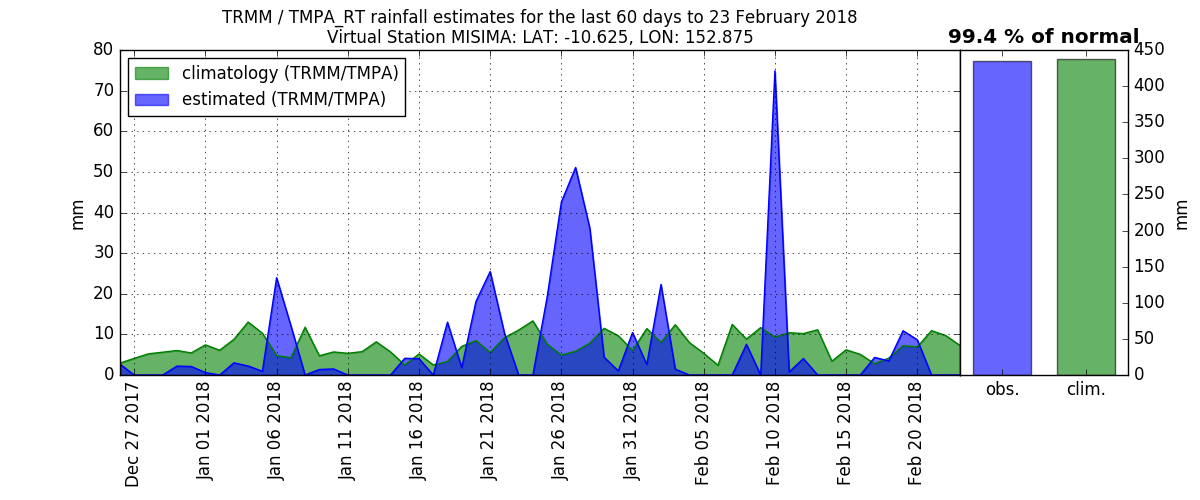 TRMM / TMPA_RT rainfall estimates for the last 60 days to 23 February 2018
Virtual Station MISIMA: LAT: -10.625, LON: 152.875
99.4 % of normal
climatology (TRMM/TMPA)
estimated (TRMM/TMPA)
80
70
60
50
40
30
20
10
0
mm
450
400
350
300
250
200
150
100
50
0
mm
Dec 27 2017
Jan 01 2018
Jan 06 2018
Jan 11 2018
Jan 16 2018
Jan 21 2018
Jan 26 2018
Jan 31 2018
Feb 05 2018
Feb 10 2018
Feb 15 2018
Feb 20 2018
obs.
clim.